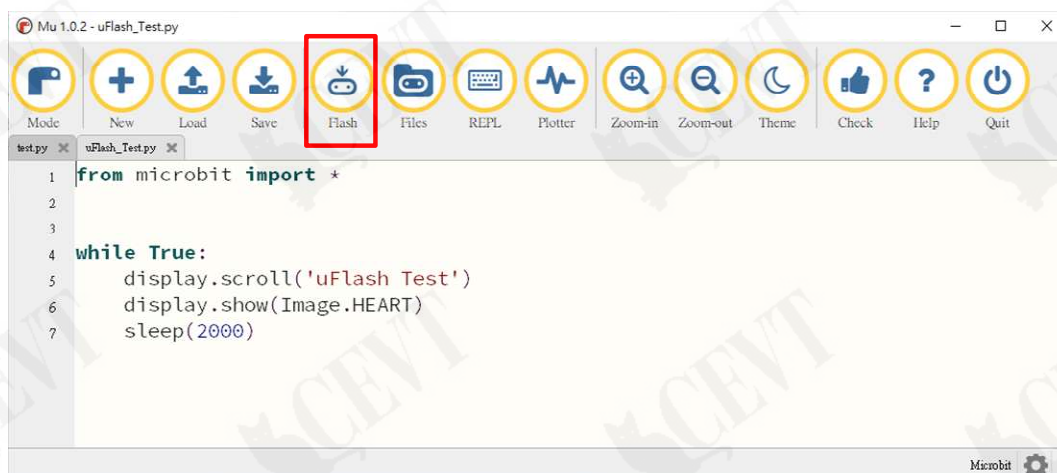 Mu 1.0.2 - uFlash_Test.py
Mode New Load Save Flash Files REPL Plotter Zoom-in Zoom-out Theme Check Help Quit
test.py uFlash_Test.py
1 from microbit import *
2
3
4 while True:
5 display.scroll('uFlash Test')
6 display.show(Image.HEART)
7 sleep(2000)
CEVT
Microbit